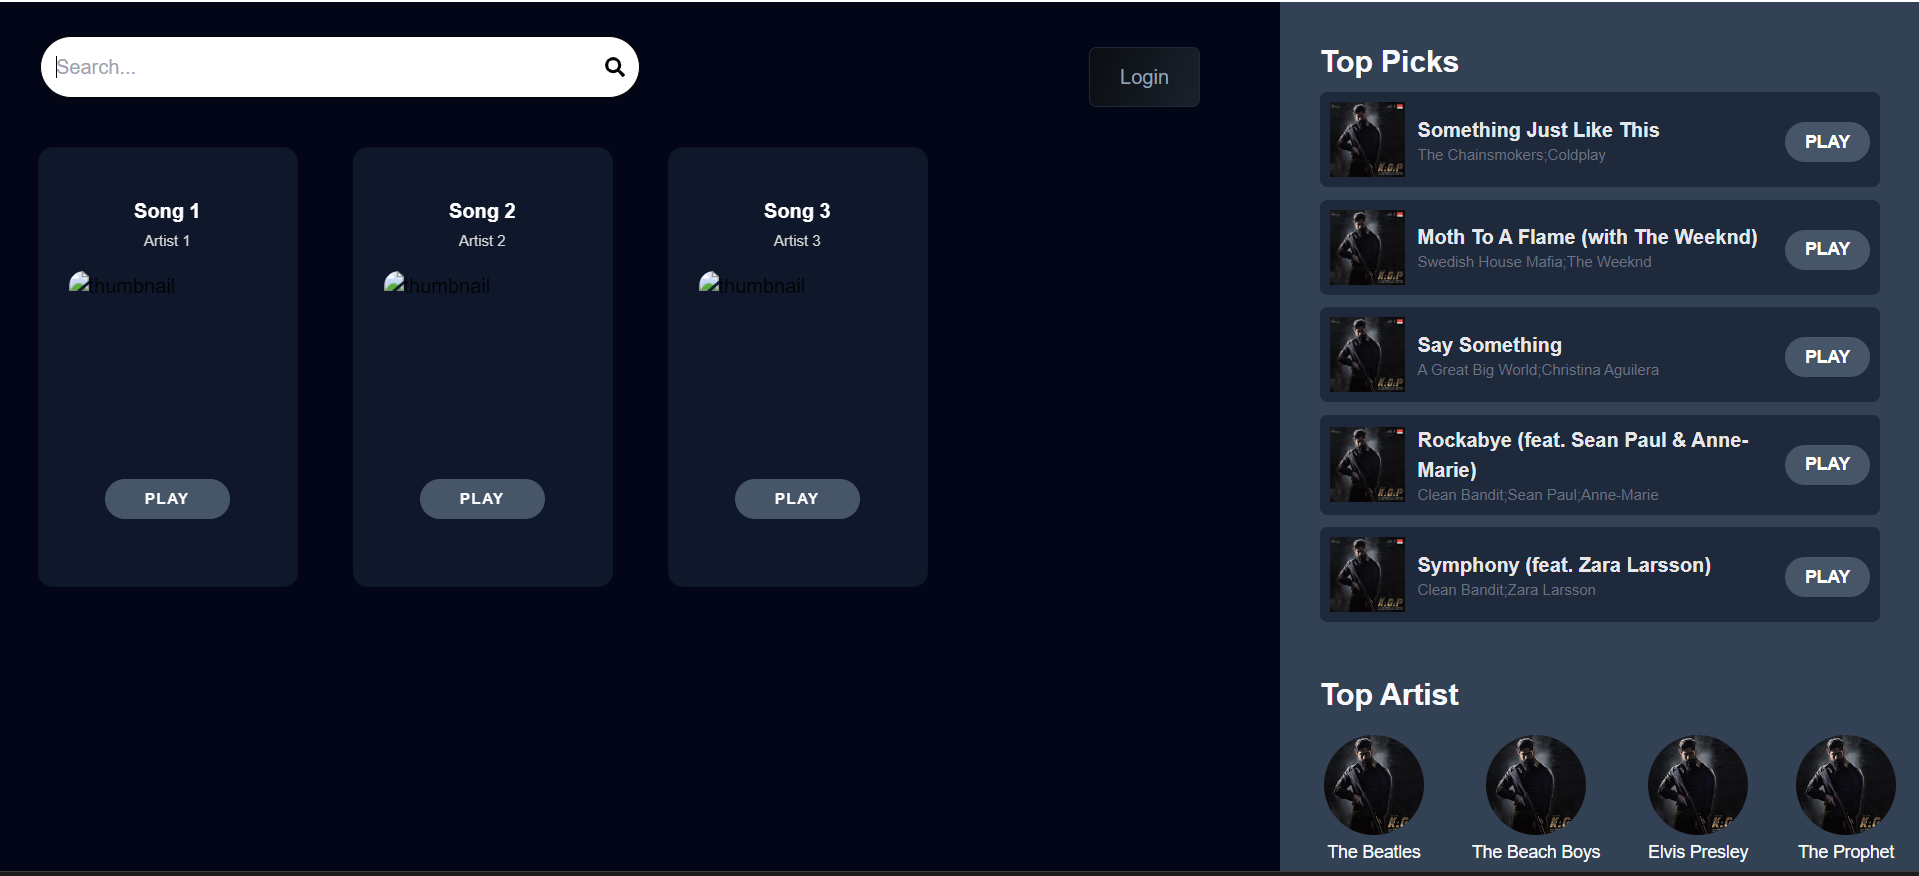 Search...
Login
Song 1
Artist 1
thumbnail
PLAY
Song 2
Artist 2
thumbnail
PLAY
Song 3
Artist 3
thumbnail
PLAY
Top Picks
K.G.F
Something Just Like This
The Chainsmokers;Coldplay
PLAY
K.G.F
Moth To A Flame (with The Weeknd)
Swedish House Mafia;The Weeknd
PLAY
K.G.F
Say Something
A Great Big World;Christina Aguilera
PLAY
K.G.F
Rockabye (feat. Sean Paul & Anne-
Marie)
Clean Bandit;Sean Paul;Anne-Marie
PLAY
K.G.F
Symphony (feat. Zara Larsson)
Clean Bandit;Zara Larsson
PLAY
Top Artist
The Beatles
The Beach Boys
Elvis Presley
The Prophet